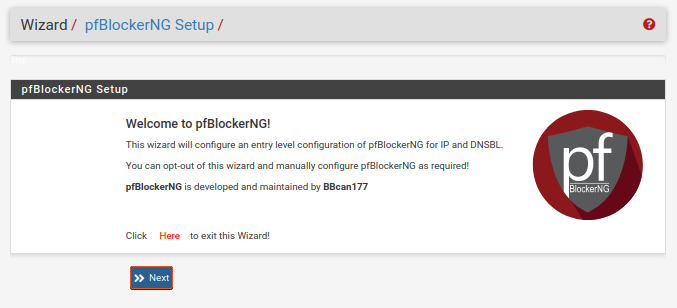 Wizard / pfBlockerNG Setup /
pfBlockerNG Setup
Welcome to pfBlockerNG!
This wizard will configure an entry level configuration of pfBlockerNG for IP and DNSBL.
You can opt-out of this wizard and manually configure pfBlockerNG as required!
pfBlockerNG is developed and maintained by BBcan177
Click Here to exit this Wizard!
pf
BlockerNG
Next